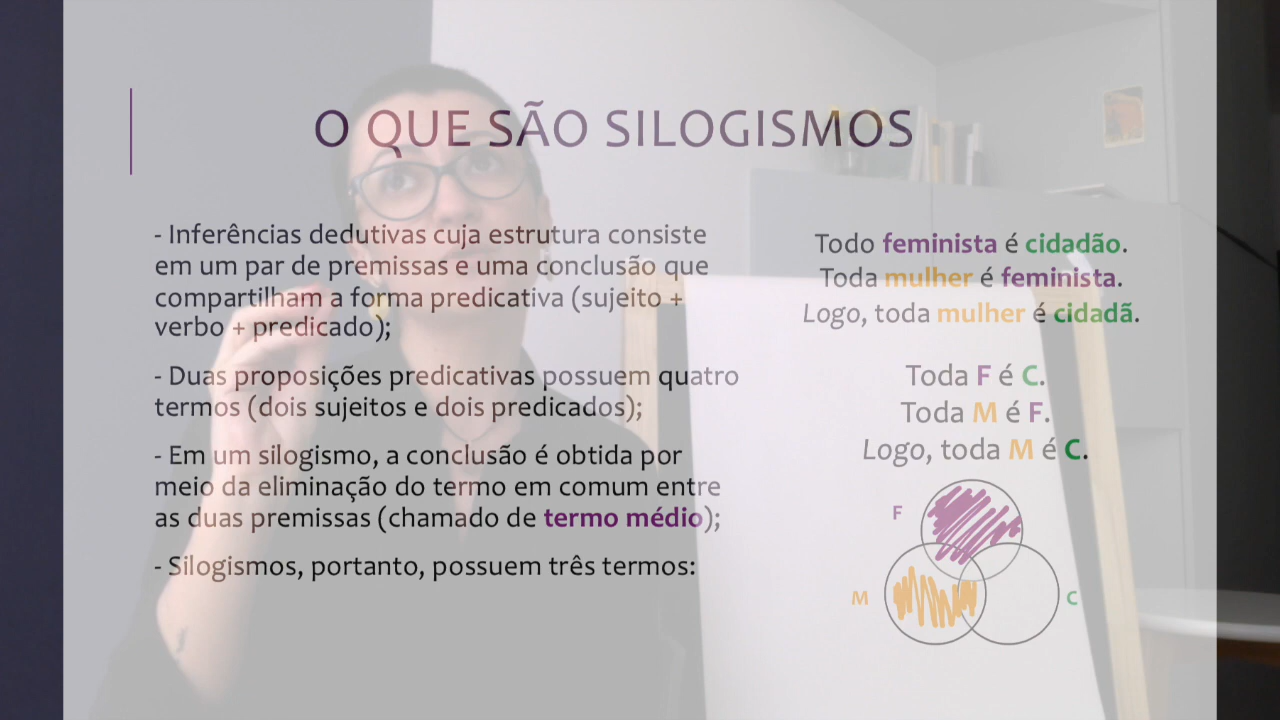 O QUE SÃO SILOGISMOS
- Inferências dedutivas cuja estrutura consiste
em um par de premissas e uma conclusão que
compartilham a forma predicativa (sujeito +
verbo + predicado);
- Duas proposições predicativas possuem quatro
termos (dois sujeitos e dois predicados);
- Em um silogismo, a conclusão é obtida por
meio da eliminação do termo em comum entre
as duas premissas (chamado de termo médio);
- Silogismos, portanto, possuem três termos:
Todo feminista é cidadão.
Toda mulher é feminista.
Logo, toda mulher é cidadã.
Toda F é C.
Toda M é F.
Logo, toda M é C.
F
M
C